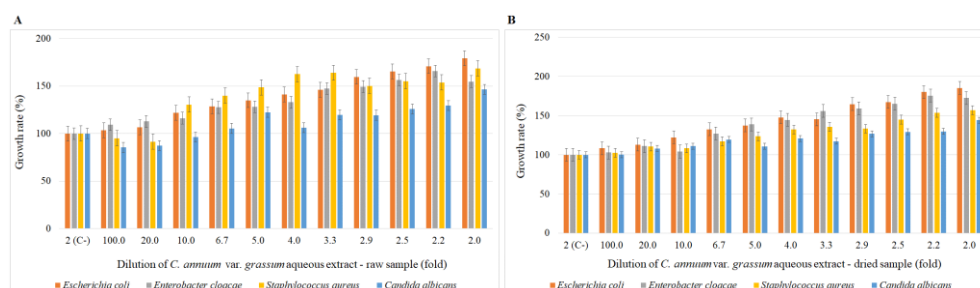 A
200
150
100
50
0
Growth rate (%)
2 (C-) 100.0 20.0 10.0 6.7 5.0 4.0 3.3 2.9 2.5 2.2 2.0
Dilution of C. annuum var. grassum aqueous extract - raw sample (fold)
Escherichia coli Enterobacter cloacae Staphylococcus aureus Candida albicans
B
250
200
150
100
50
0
Growth rate (%)
2 (C-) 100.0 20.0 10.0 6.7 5.0 4.0 3.3 2.9 2.5 2.2 2.0
Dilution of C. annuum var. grassum aqueous extract - dried sample (fold)
Escherichia coli Enterobacter cloacae Staphylococcus aureus Candida albicans